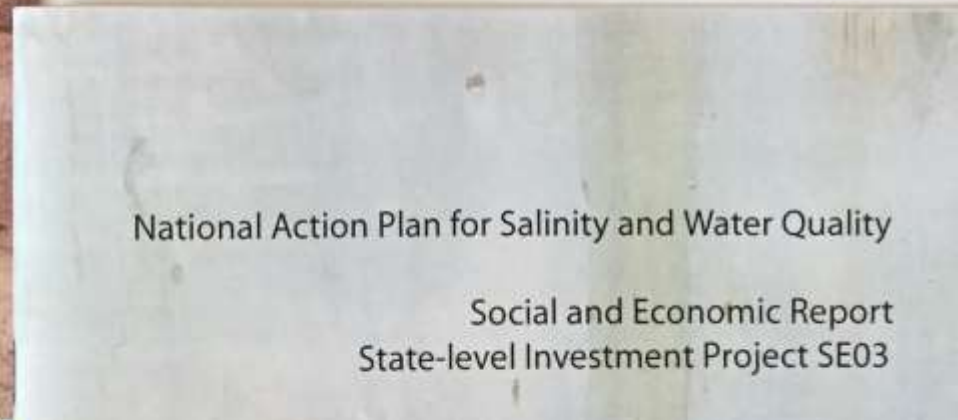 National Action Plan for Salinity and Water Quality
Social and Economic Report
State-level Investment Project SE03